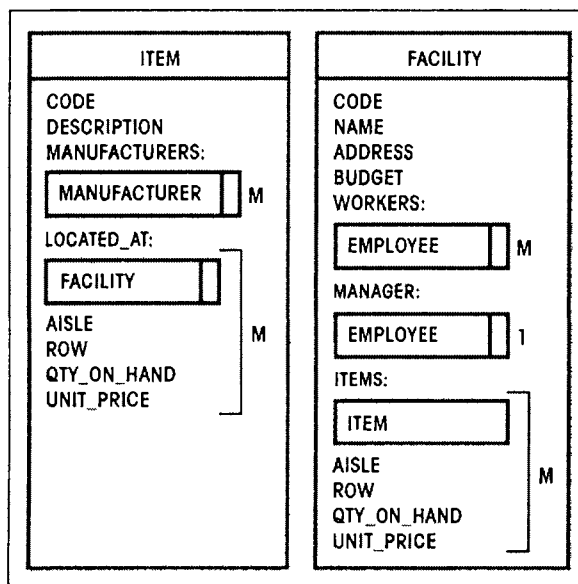 ITEM
CODE
DESCRIPTION
MANUFACTURERS:
MANUFACTURER M
LOCATED_AT:
FACILITY
M
AISLE
ROW
QTY_ON_HAND
UNIT_PRICE
FACILITY
CODE
NAME
ADDRESS
BUDGET
WORKERS:
EMPLOYEE M
MANAGER:
EMPLOYEE 1
ITEMS:
ITEM
M
AISLE
ROW
QTY_ON_HAND
UNIT_PRICE